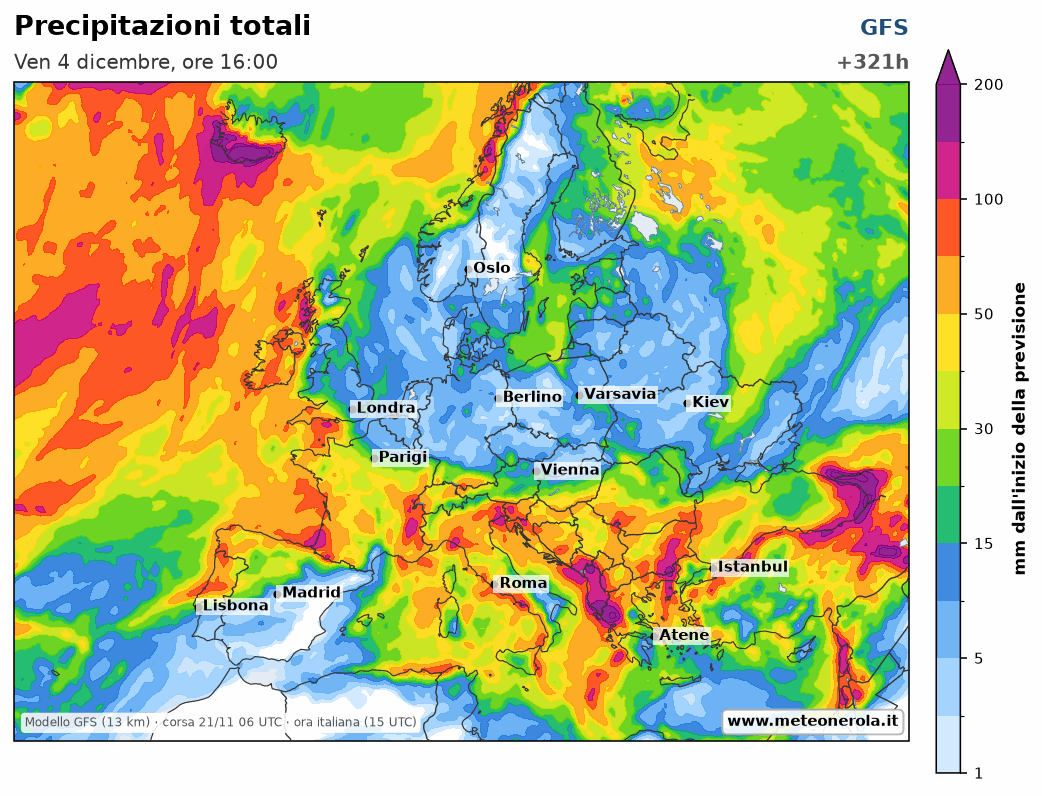 Precipitazioni totali
GFS
Ven 4 dicembre, ore 16:00
+321h
200
100
50
30
15
5
1
mm dall'inizio della previsione
Oslo
Londra
Berlino
Varsavia
Kiev
Parigi
Vienna
Istanbul
Roma
Madrid
Lisbona
Atene
Modello GFS (13 km) · corsa 21/11 06 UTC · ora italiana (15 UTC)
www.meteonerola.it